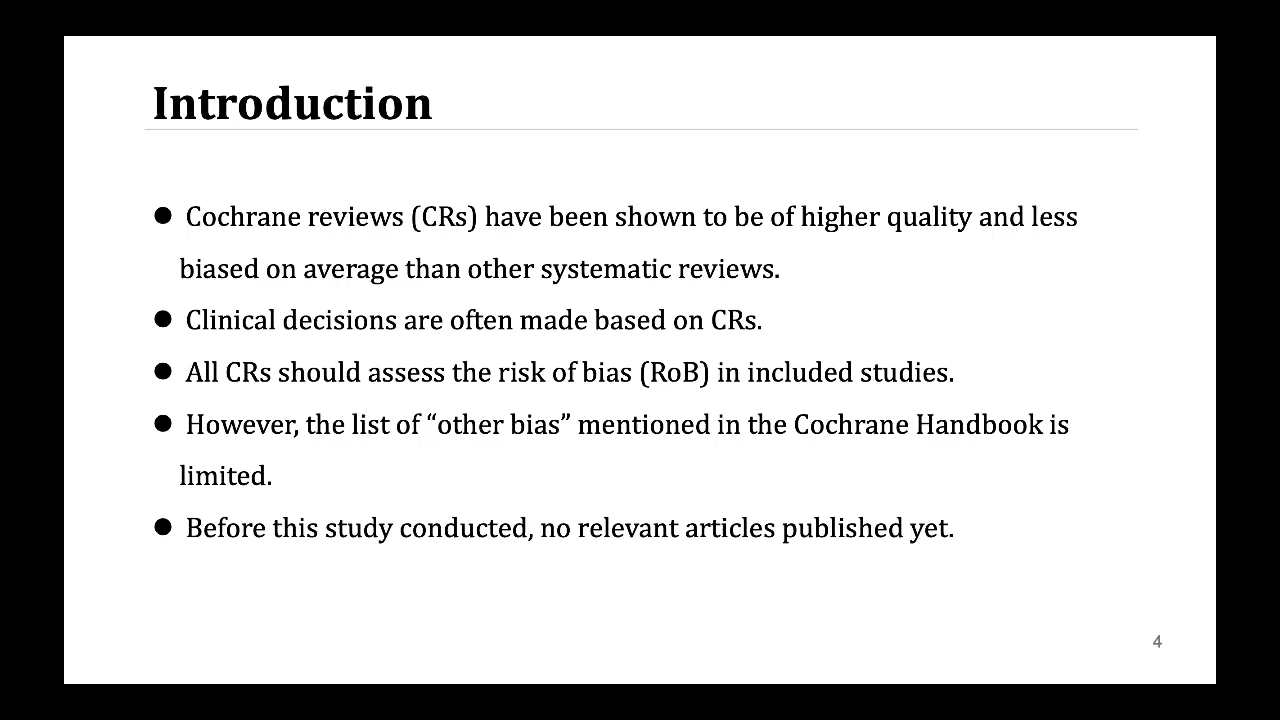 Introduction
● Cochrane reviews (CRs) have been shown to be of higher quality and less
biased on average than other systematic reviews.
● Clinical decisions are often made based on CRs.
● All CRs should assess the risk of bias (RoB) in included studies.
● However, the list of “other bias” mentioned in the Cochrane Handbook is
limited.
● Before this study conducted, no relevant articles published yet.
4